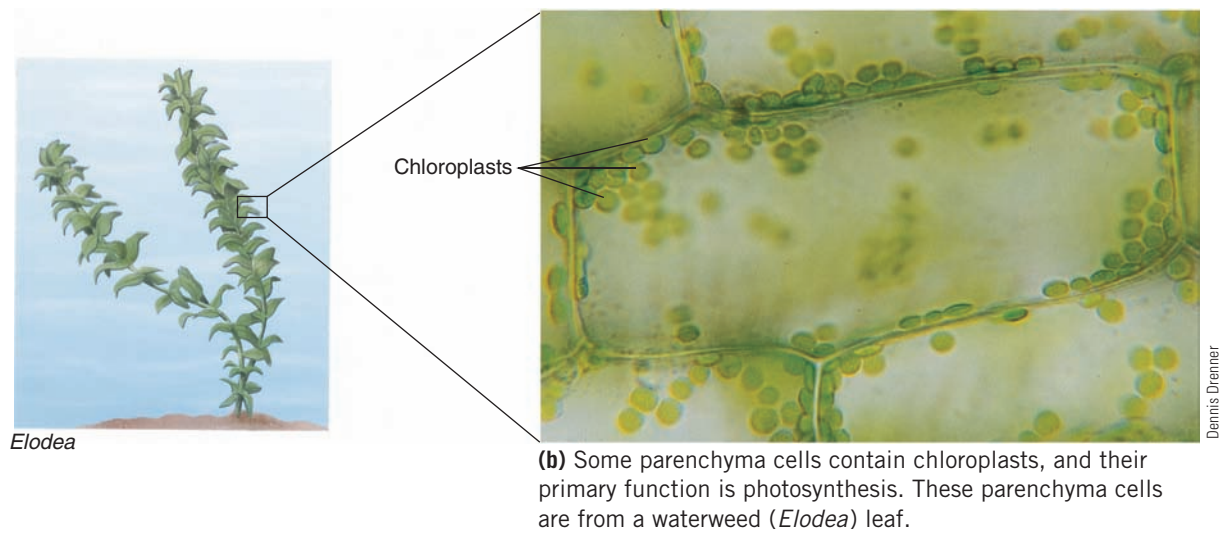 Chloroplasts
Elodea
Dennis Drenner
(b) Some parenchyma cells contain chloroplasts, and their
primary function is photosynthesis. These parenchyma cells
are from a waterweed (Elodea) leaf.